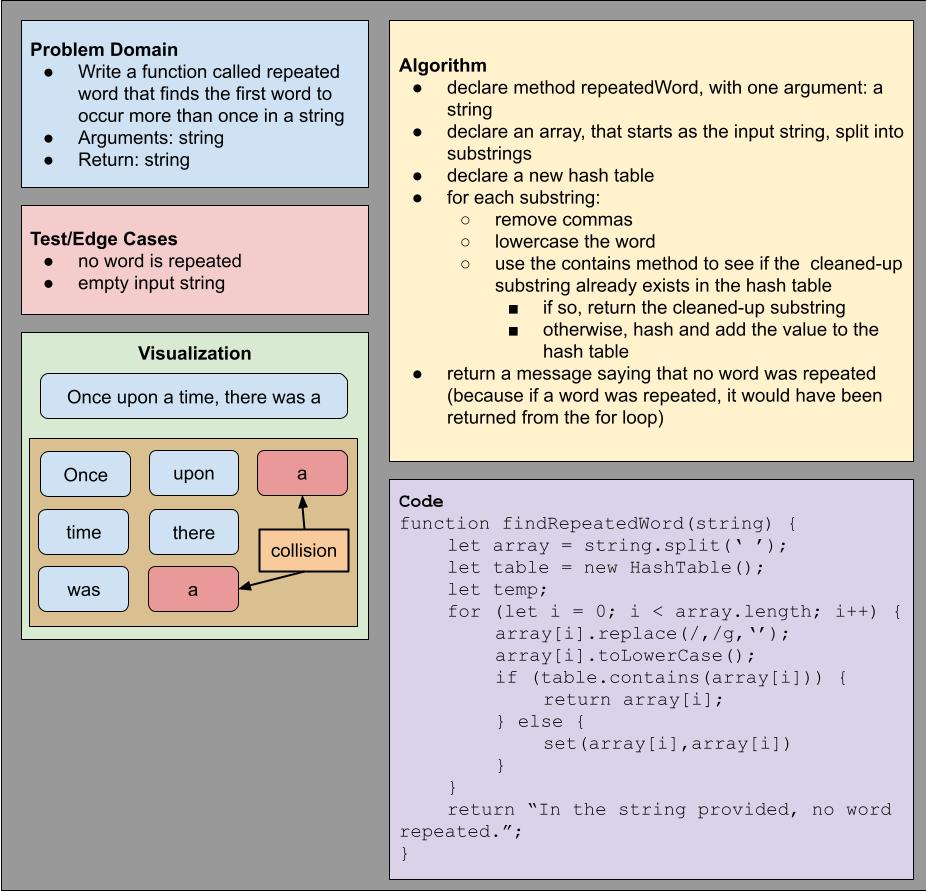 Problem Domain
● Write a function called repeated
word that finds the first word to
occur more than once in a string
● Arguments: string
● Return: string
Test/Edge Cases
● no word is repeated
● empty input string
Visualization
Once upon a time, there was a
Once upon a
time there
collision
was a
Algorithm
● declare method repeatedWord, with one argument: a
string
● declare an array, that starts as the input string, split into
substrings
● declare a new hash table
● for each substring:
○ remove commas
○ lowercase the word
○ use the contains method to see if the cleaned-up
substring already exists in the hash table
■ if so, return the cleaned-up substring
■ otherwise, hash and add the value to the
hash table
● return a message saying that no word was repeated
(because if a word was repeated, it would have been
returned from the for loop)
Code
function findRepeatedWord(string) {
let array = string.split(‘ ’);
let table = new HashTable();
let temp;
for (let i = 0; i < array.length; i++) {
array[i].replace(/,/g,‘’);
array[i].toLowerCase();
if (table.contains(array[i])) {
return array[i];
} else {
set(array[i],array[i])
}
}
return “In the string provided, no word
repeated.”;
}